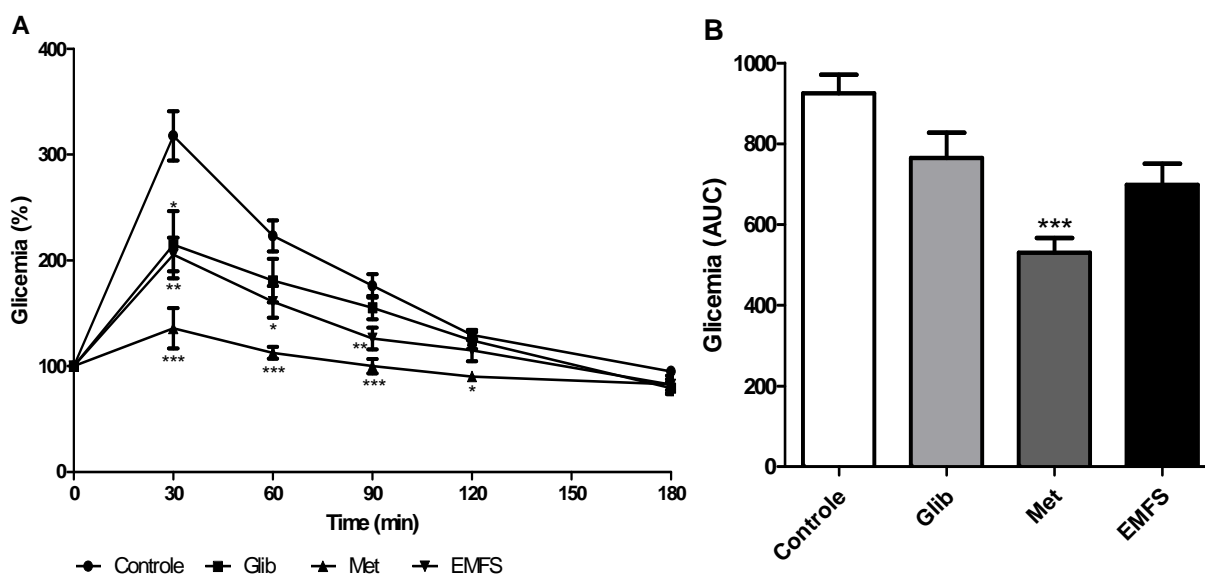 A
400
300
200
100
0
Glicemia (%)
*
**
***
*
***
**
***
*
0 30 60 90 120 150 180
Time (min)
Controle Glib Met EMFS
B
1000
800
600
400
200
0
Glicemia (AUC)
***
Controle Glib Met EMFS